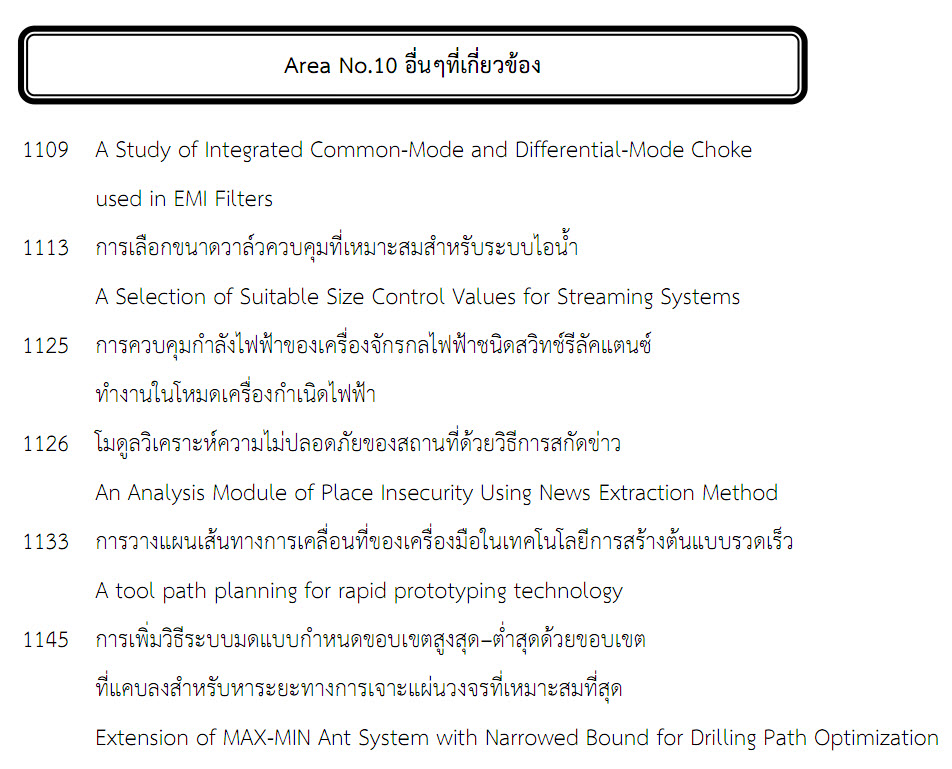 Area No.10 อื่นๆที่เกี่ยวข้อง
1109 A Study of Integrated Common-Mode and Differential-Mode Choke
used in EMI Filters
1113 การเลือกขนาดวาล์วควบคุมที่เหมาะสมสำหรับระบบไอน้ำ
A Selection of Suitable Size Control Values for Streaming Systems
1125 การควบคุมกำลังไฟฟ้าของเครื่องจักรกลไฟฟ้าชนิดสวิทช์รีลัคแตนซ์
ทำงานในโหมดเครื่องกำเนิดไฟฟ้า
1126 โมดูลวิเคราะห์ความไม่ปลอดภัยของสถานที่ด้วยวิธีการสกัดข่าว
An Analysis Module of Place Insecurity Using News Extraction Method
1133 การวางแผนเส้นทางการเคลื่อนที่ของเครื่องมือในเทคโนโลยีการสร้างต้นแบบรวดเร็ว
A tool path planning for rapid prototyping technology
1145 การเพิ่มวิธีระบบมดแบบกำหนดขอบเขตสูงสุด–ต่ำสุดด้วยขอบเขต
ที่แคบลงสำหรับหาระยะทางการเจาะแผ่นวงจรที่เหมาะสมที่สุด
Extension of MAX-MIN Ant System with Narrowed Bound for Drilling Path Optimization